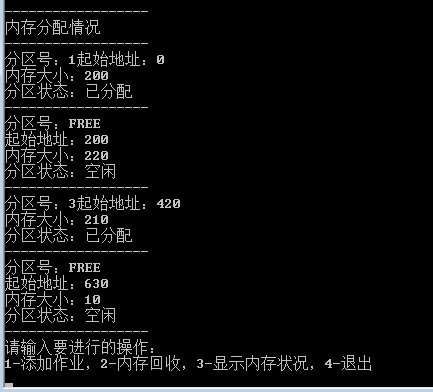 ------------------
内存分配情况
------------------
分区号：1起始地址：0
内存大小：200
分区状态：已分配
------------------
分区号：FREE
起始地址：200
内存大小：220
分区状态：空闲
------------------
分区号：3起始地址：420
内存大小：210
分区状态：已分配
------------------
分区号：FREE
起始地址：630
内存大小：10
分区状态：空闲
------------------
请输入要进行的操作：
1-添加作业，2-内存回收，3-显示内存状况，4-退出